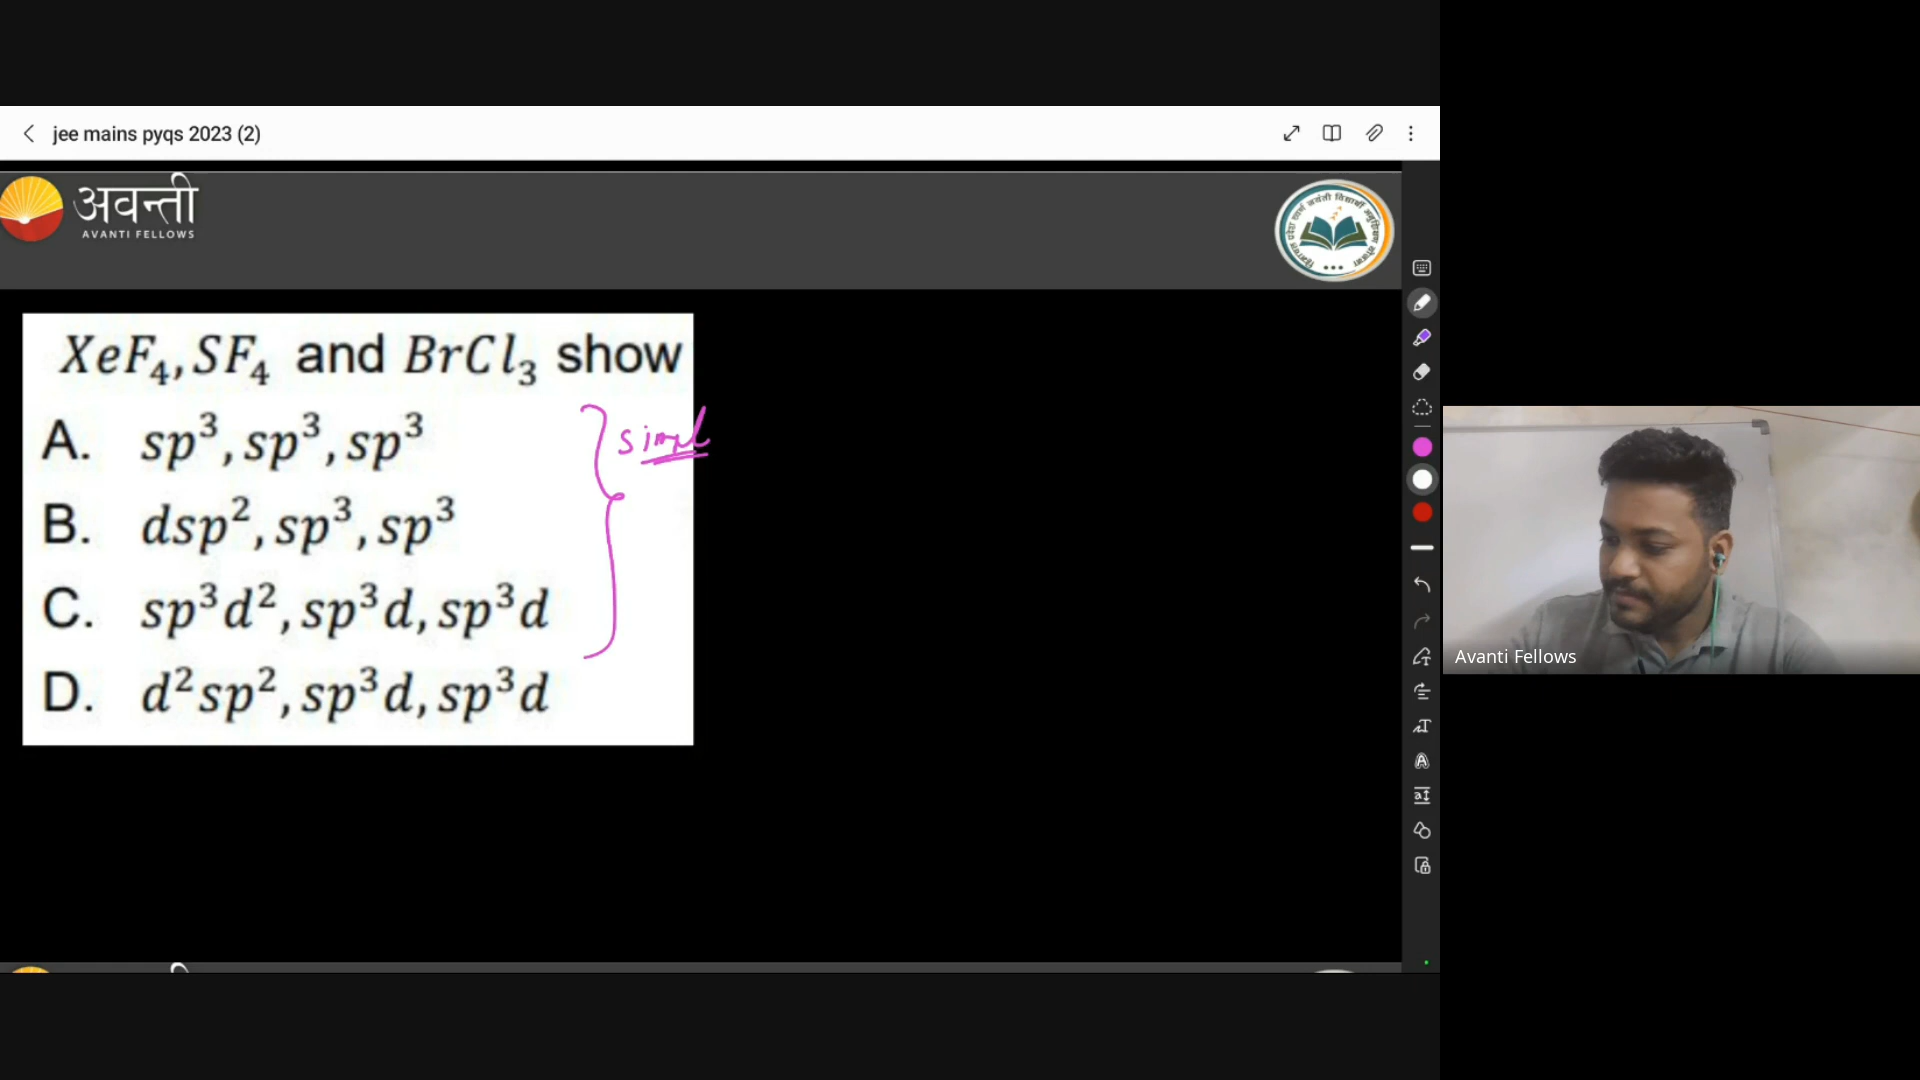 jee mains pyqs 2023 (2)
अवन्ती
AVANTI FELLOWS
XeF₄, SF₄ and BrCl₃ show
A. sp³, sp³, sp³
simpl
B. dsp², sp³, sp³
C. sp³d², sp³d, sp³d
D. d²sp², sp³d, sp³d
Avanti Fellows